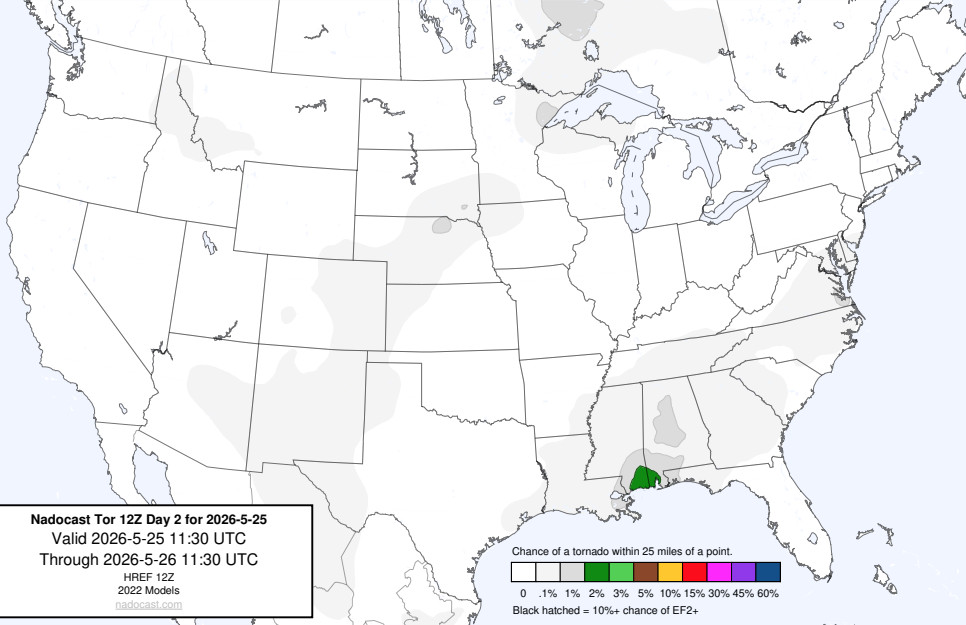 Nadocast Tor 12Z Day 2 for 2026-5-25
Valid 2026-5-25 11:30 UTC
Through 2026-5-26 11:30 UTC
HREF 12Z
2022 Models
nadocast.com
Chance of a tornado within 25 miles of a point.
0 .1% 1% 2% 3% 5% 10% 15% 30% 45% 60%
Black hatched = 10%+ chance of EF2+